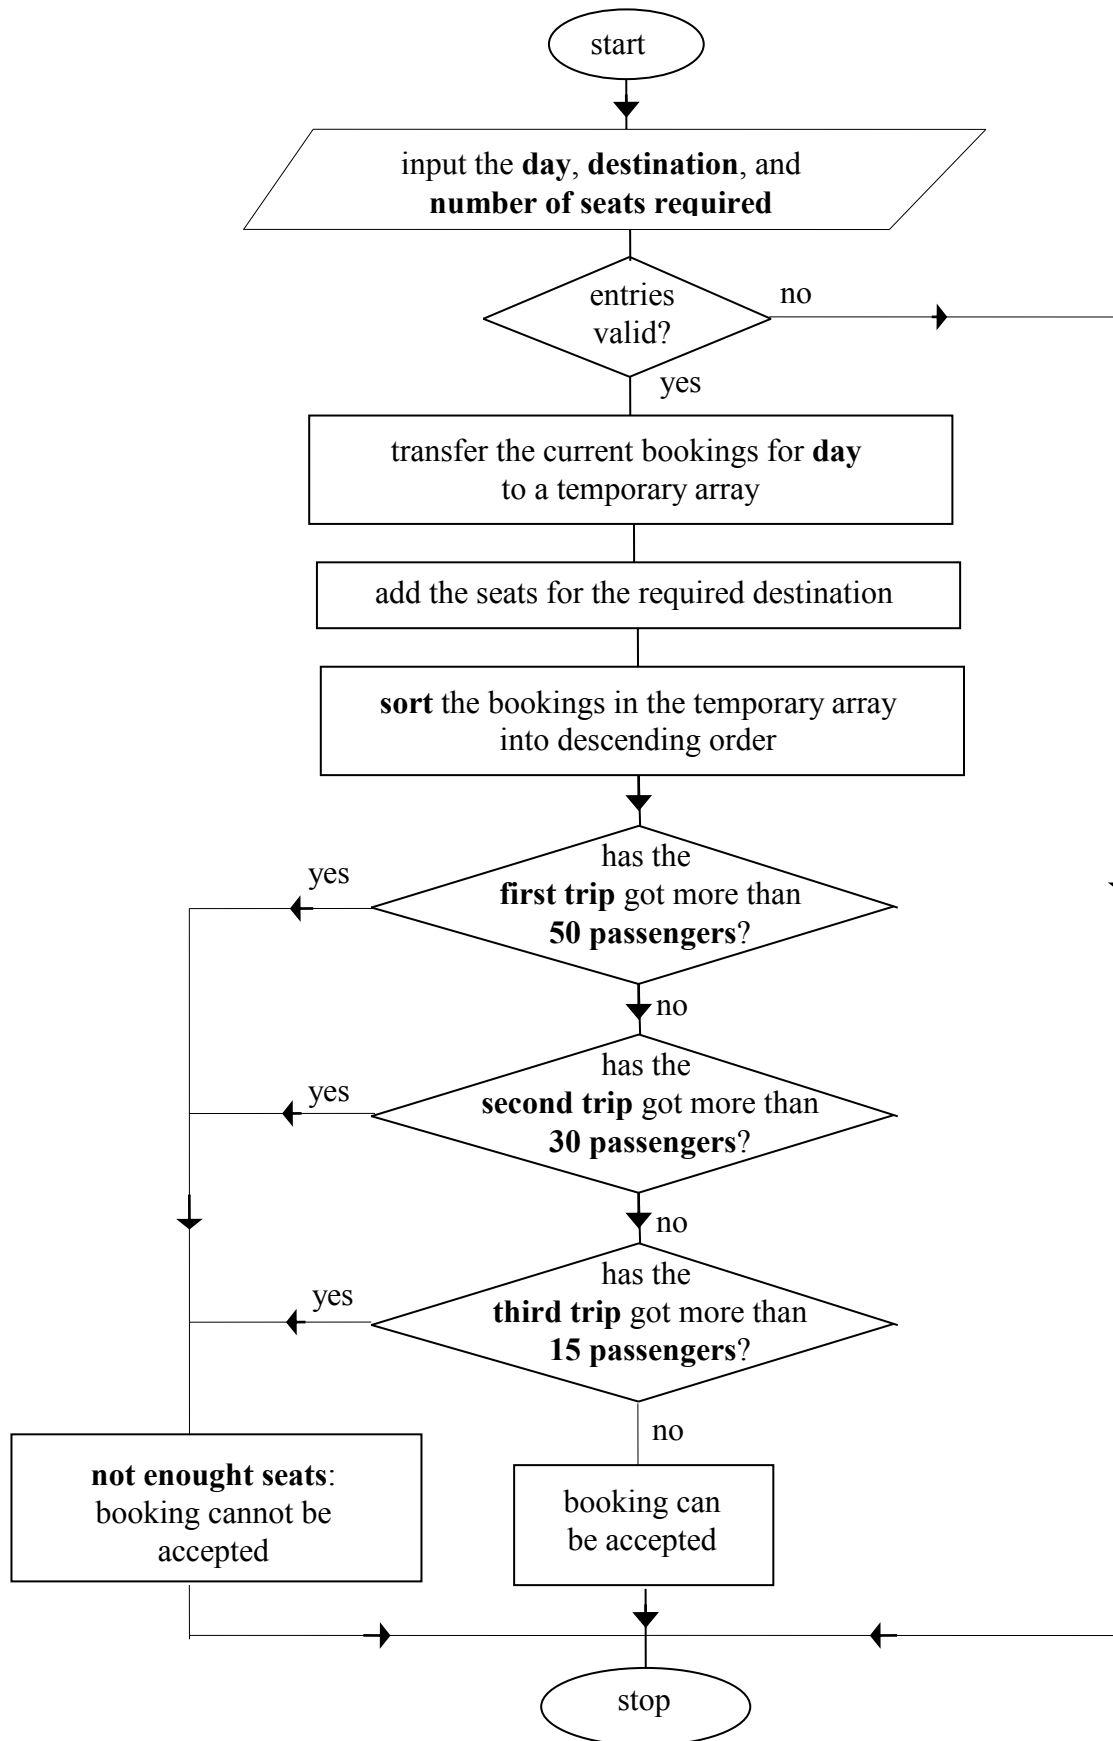 start
input the day, destination, and
number of seats required
entries
valid?
no
yes
transfer the current bookings for day
to a temporary array
add the seats for the required destination
sort the bookings in the temporary array
into descending order
has the
first trip got more than
50 passengers?
yes
no
has the
second trip got more than
30 passengers?
yes
no
has the
third trip got more than
15 passengers?
yes
no
not enought seats:
booking cannot be
accepted
booking can
be accepted
stop